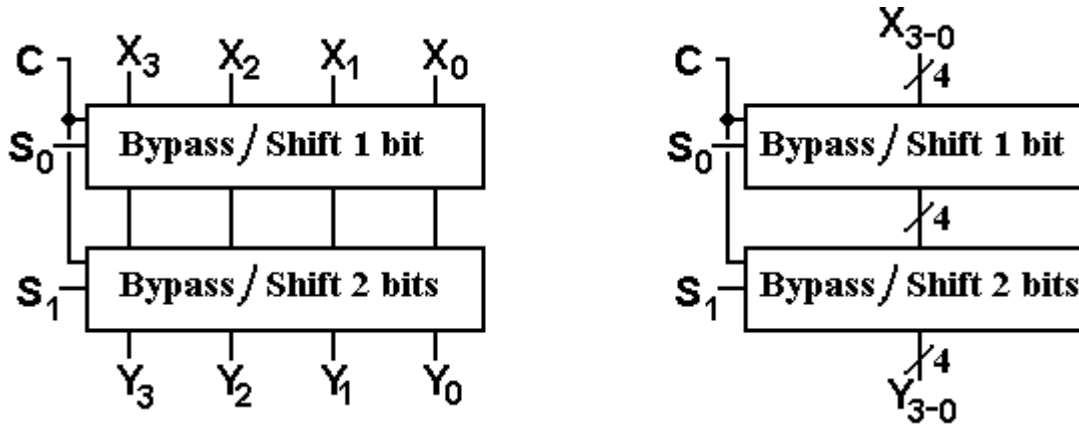 C X₃ X₂ X₁ X₀
S₀ Bypass / Shift 1 bit
S₁ Bypass / Shift 2 bits
Y₃ Y₂ Y₁ Y₀
X₃₋₀
C 4
S₀ Bypass / Shift 1 bit
4
S₁ Bypass / Shift 2 bits
4
Y₃₋₀